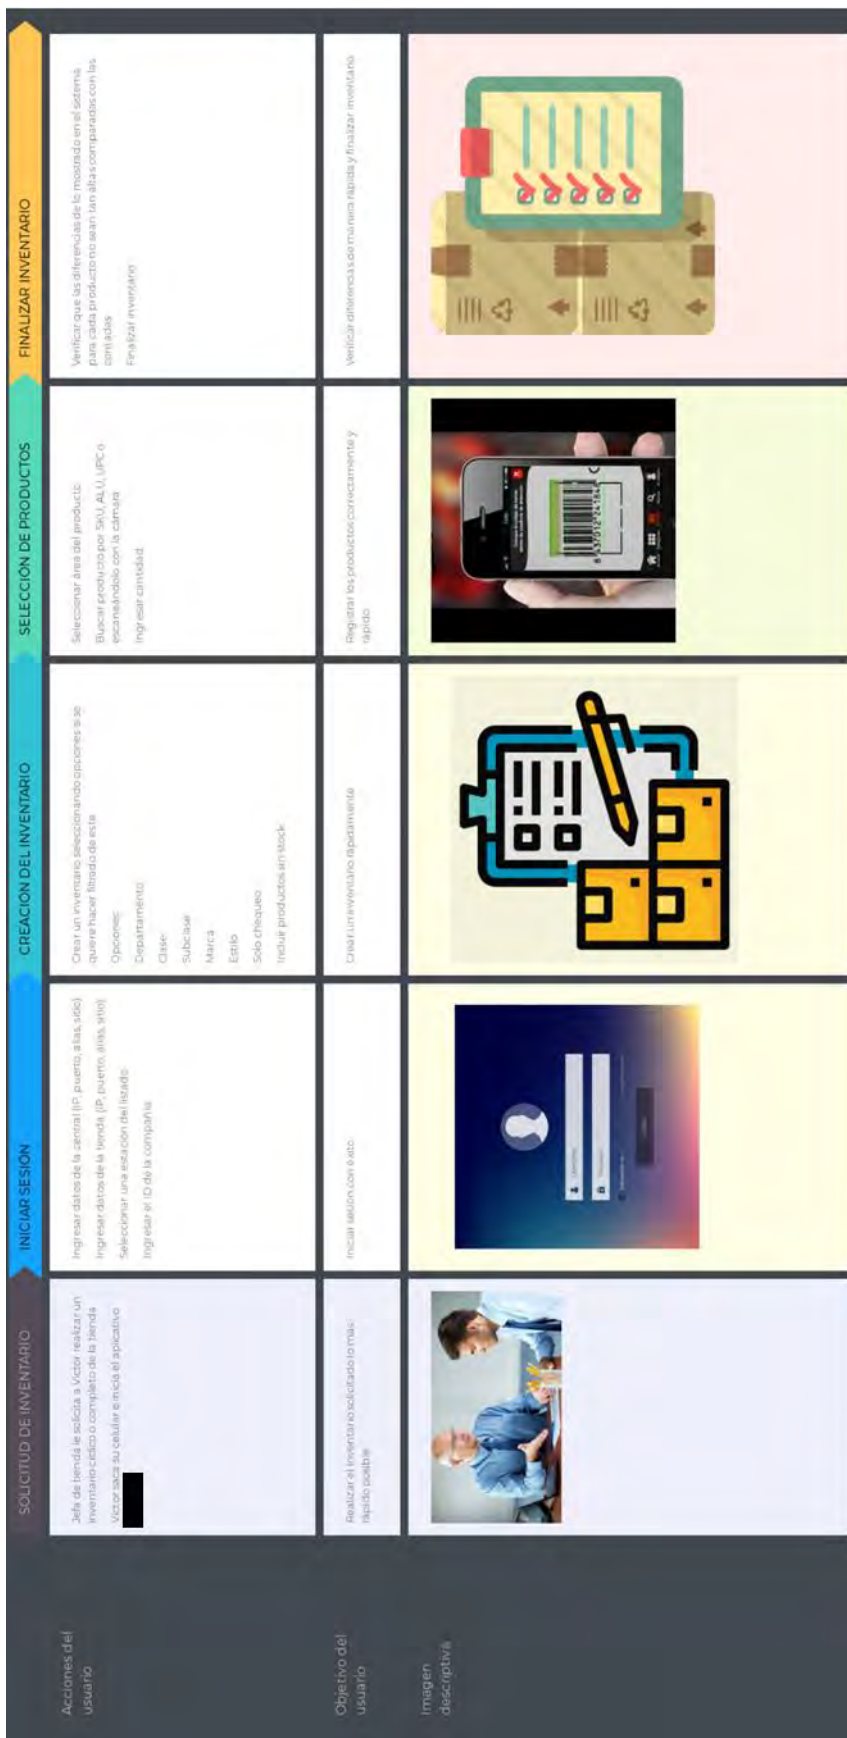 SOLICITUD DE INVENTARIO
INICIAR SESIÓN
CREACIÓN DEL INVENTARIO
SELECCIÓN DE PRODUCTOS
FINALIZAR INVENTARIO
Acciones del
usuario
Jefa de tienda le solicita a Víctor realizar un
inventario cíclico o completo de la tienda
Víctor saca su celular e inicia el aplicativo
Ingresar datos de la central (IP, puerto, alias, sitio)
Ingresar datos de la tienda (IP, puerto, alias, sitio)
Seleccionar una estación del listado
Ingresar el ID de la compañía
Crear un inventario seleccionando opciones si se
quiere hacer filtrado de este
Opciones:
Departamento
Clase
Subclase
Marca
Estilo
Solo chequeo
Incluir productos sin stock
Seleccionar área del producto
Buscar producto por SKU, ALU, UPC o
escaneándolo con la cámara
Ingresar cantidad
Verificar que las diferencias de lo mostrado en el sistema
para cada producto no sean tan altas comparadas con las
contadas
Finalizar inventario
Objetivo del
usuario
Realizar el inventario solicitado lo más
rápido posible
Iniciar sesión con éxito
Crear un inventario rápidamente
Registrar los productos correctamente y
rápido
Verificar diferencias de manera rápida y finalizar inventario
Imagen
descriptiva
8 437012 241848